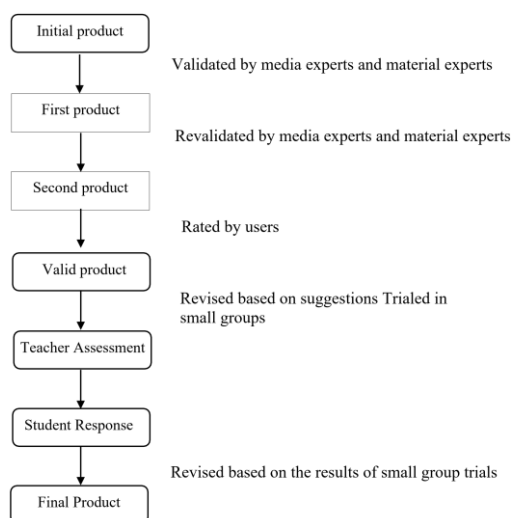 Initial product
Validated by media experts and material experts
First product
Revalidated by media experts and material experts
Second product
Rated by users
Valid product
Revised based on suggestions Trialed in
small groups
Teacher Assessment
Student Response
Revised based on the results of small group trials
Final Product